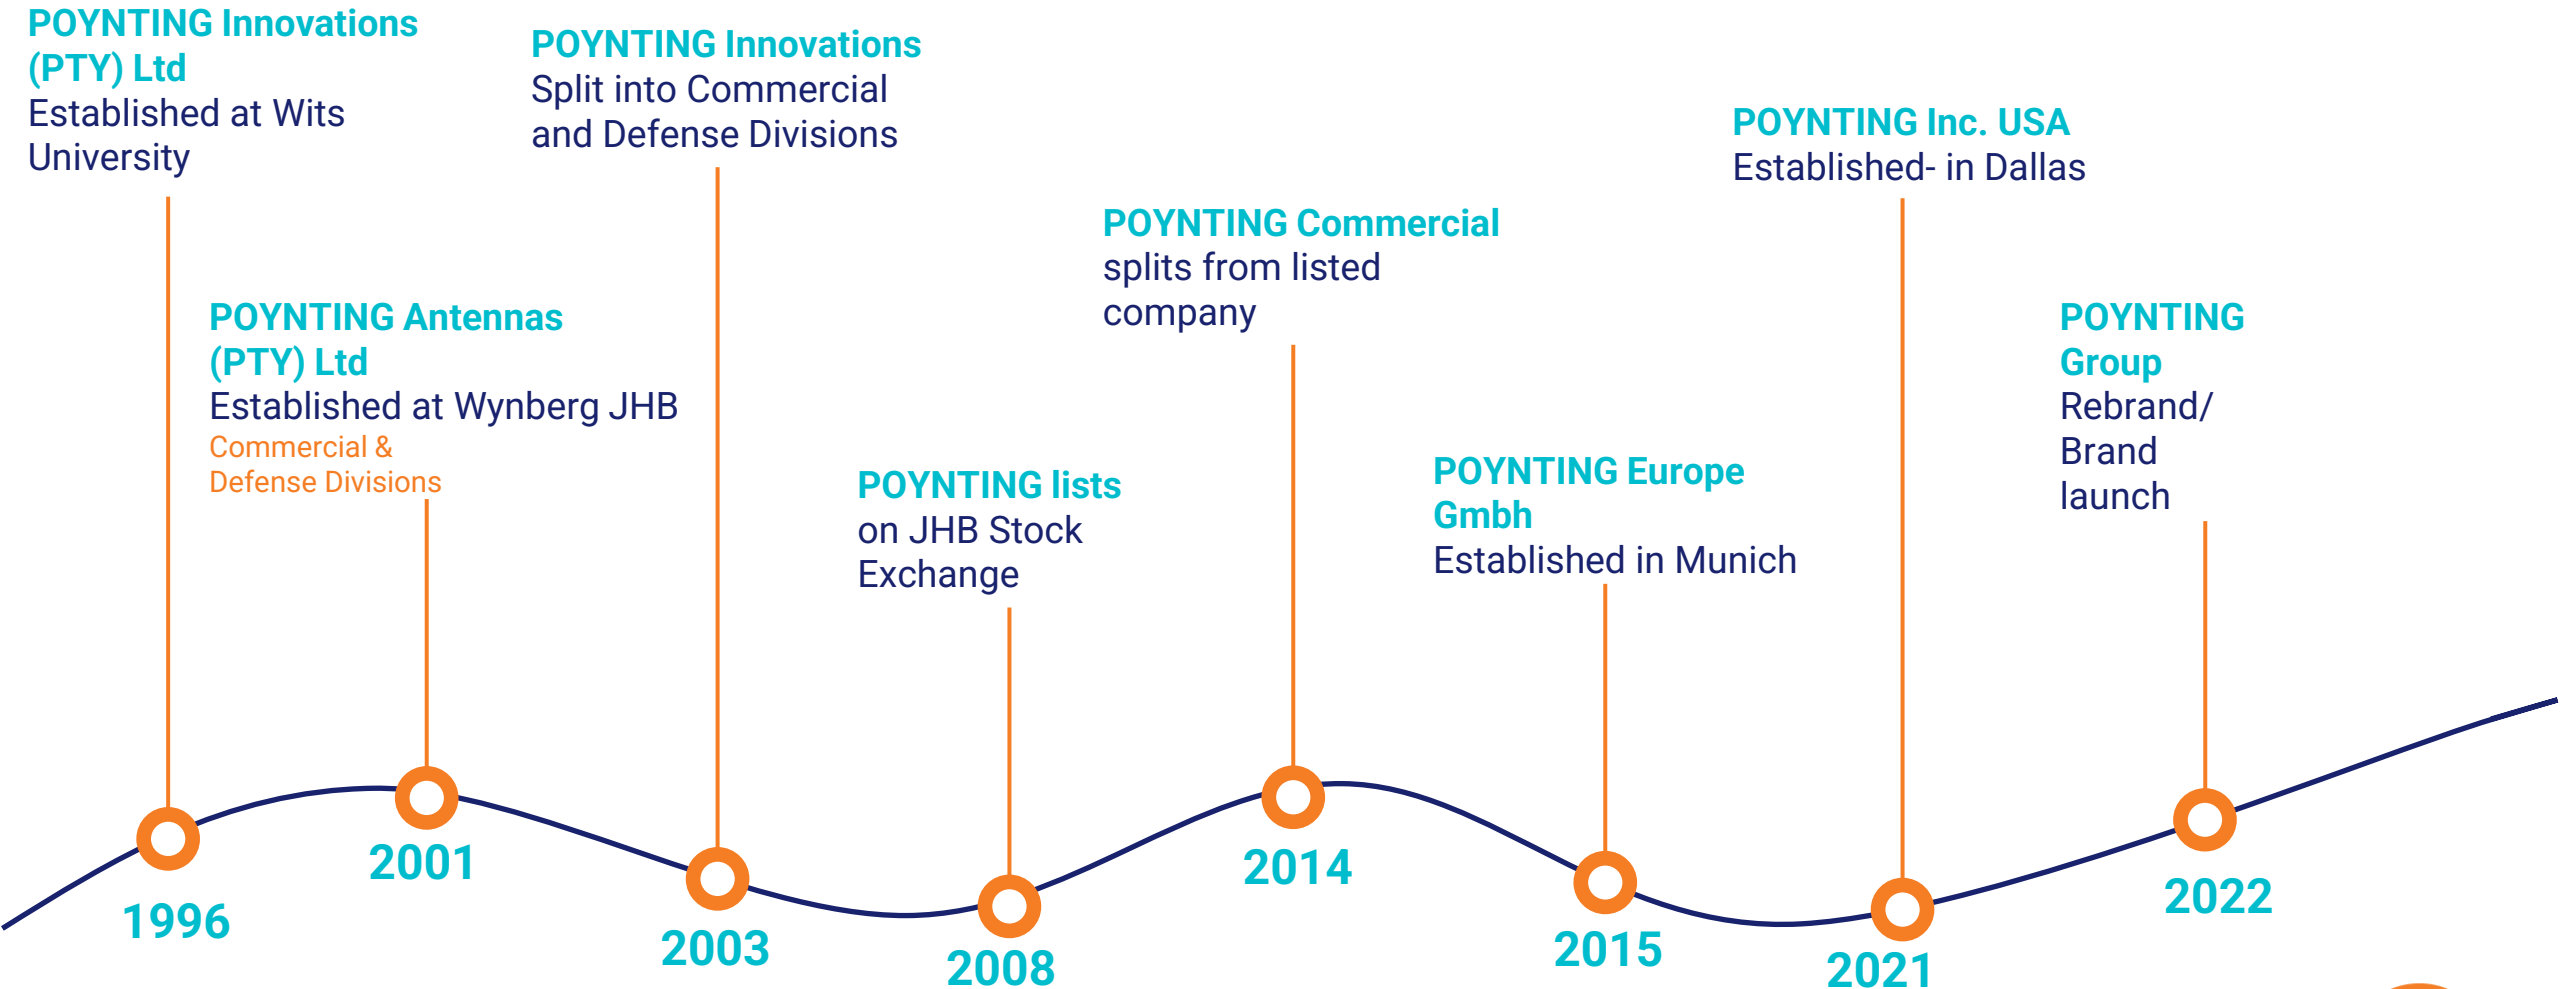 POYNTING Innovations
(PTY) Ltd
Established at Wits
University
POYNTING Antennas
(PTY) Ltd
Established at Wynberg JHB
Commercial &
Defense Divisions
POYNTING Innovations
Split into Commercial
and Defense Divisions
POYNTING lists
on JHB Stock
Exchange
POYNTING Commercial
splits from listed
company
POYNTING Europe
Gmbh
Established in Munich
POYNTING Inc. USA
Established- in Dallas
POYNTING
Group
Rebrand/
Brand
launch
1996
2001
2003
2008
2014
2015
2021
2022